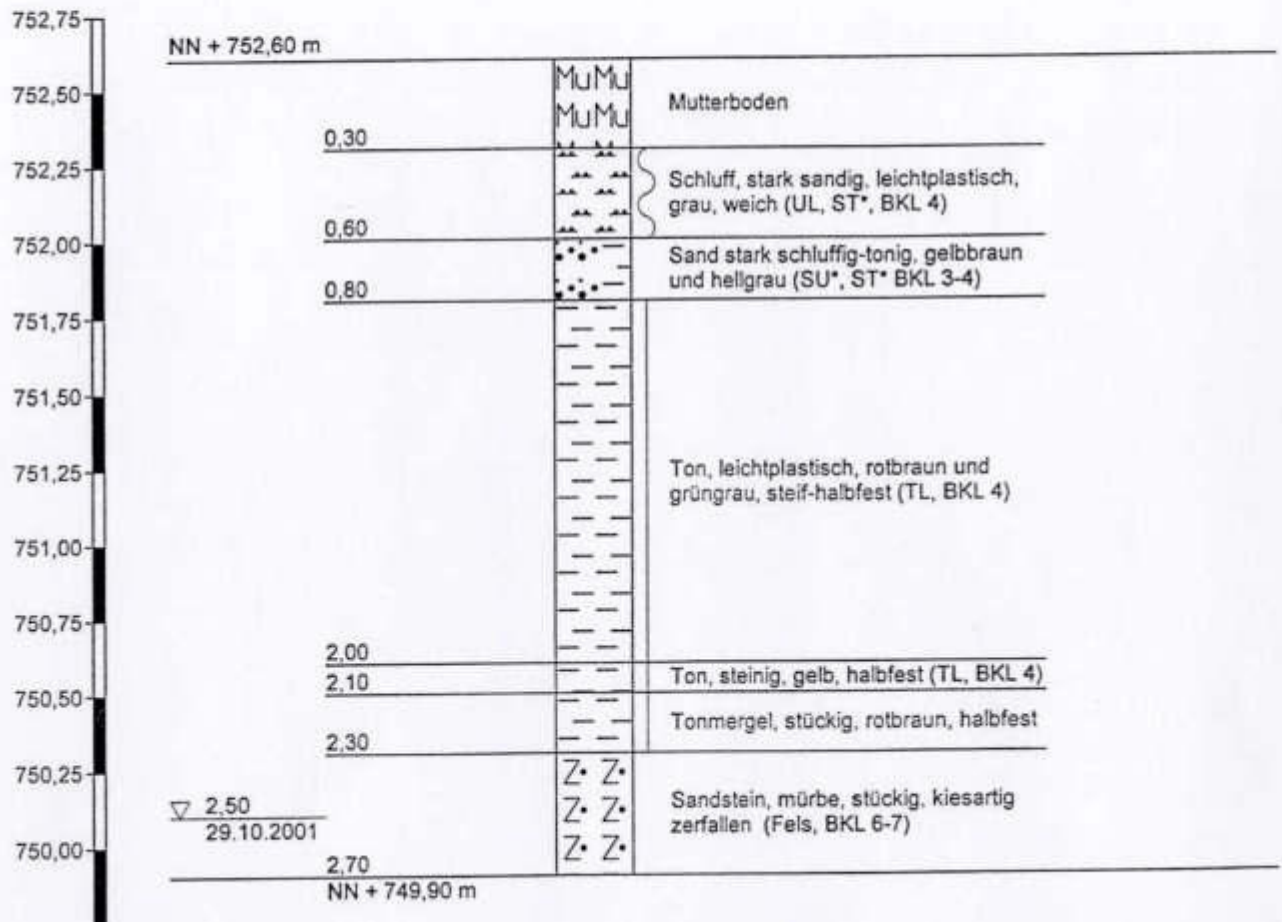 752,75
NN + 752,60 m
MuMu
752,50
Mutterboden
MuMu
0,30
752,25
Schluff, stark sandig, leichtplastisch,
grau, weich (UL, ST*, BKL 4)
0,60
752,00
Sand stark schluffig-tonig, gelbbraun
und hellgrau (SU*, ST* BKL 3-4)
0,80
751,75
751,50
751,25
Ton, leichtplastisch, rotbraun und
grüngrau, steif-halbfest (TL, BKL 4)
751,00
750,75
2,00
Ton, steinig, gelb, halbfest (TL, BKL 4)
2,10
750,50
Tonmergel, stückig, rotbraun, halbfest
2,30
750,25
Z Z
2,50
Z Z
Sandstein, mürbe, stückig, kiesartig
zerfallen (Fels, BKL 6-7)
29.10.2001
750,00
Z Z
2,70
NN + 749,90 m